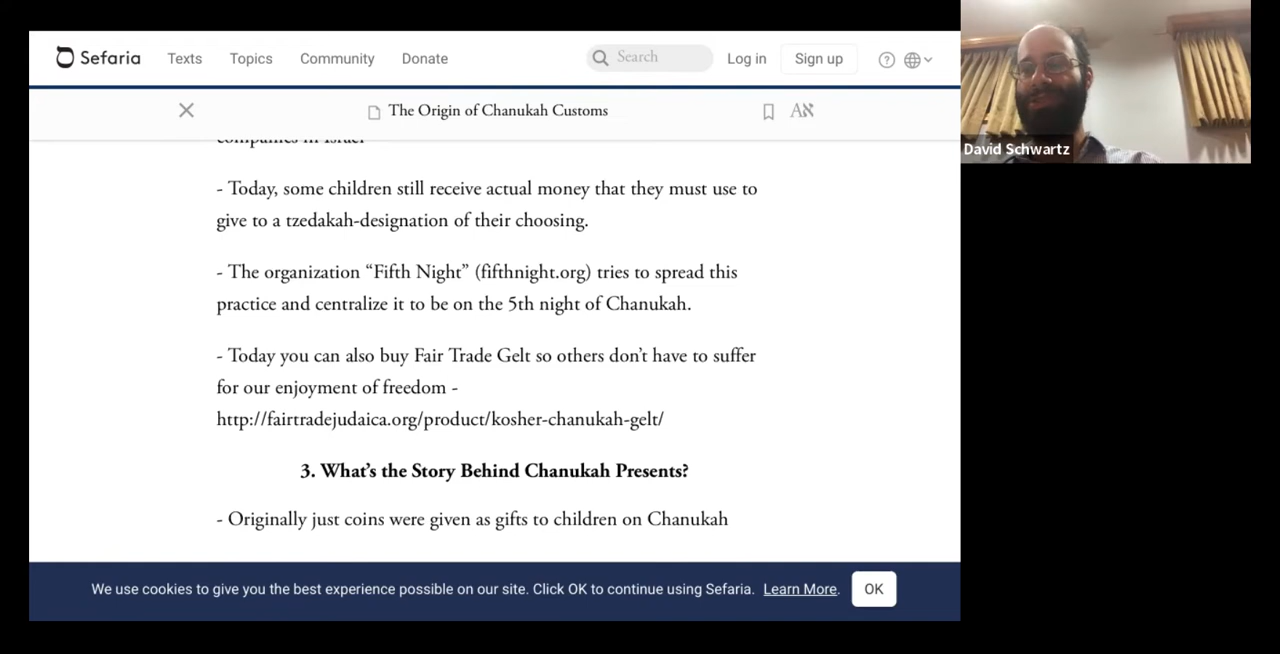 Sefaria Texts Topics Community Donate Search Log in Sign up
The Origin of Chanukah Customs Aא
companies in Israel
- Today, some children still receive actual money that they must use to
give to a tzedakah-designation of their choosing.
- The organization “Fifth Night” (fifthnight.org) tries to spread this
practice and centralize it to be on the 5th night of Chanukah.
- Today you can also buy Fair Trade Gelt so others don’t have to suffer
for our enjoyment of freedom -
http://fairtradejudaica.org/product/kosher-chanukah-gelt/
3. What’s the Story Behind Chanukah Presents?
- Originally just coins were given as gifts to children on Chanukah
We use cookies to give you the best experience possible on our site. Click OK to continue using Sefaria. Learn More. OK
David Schwartz